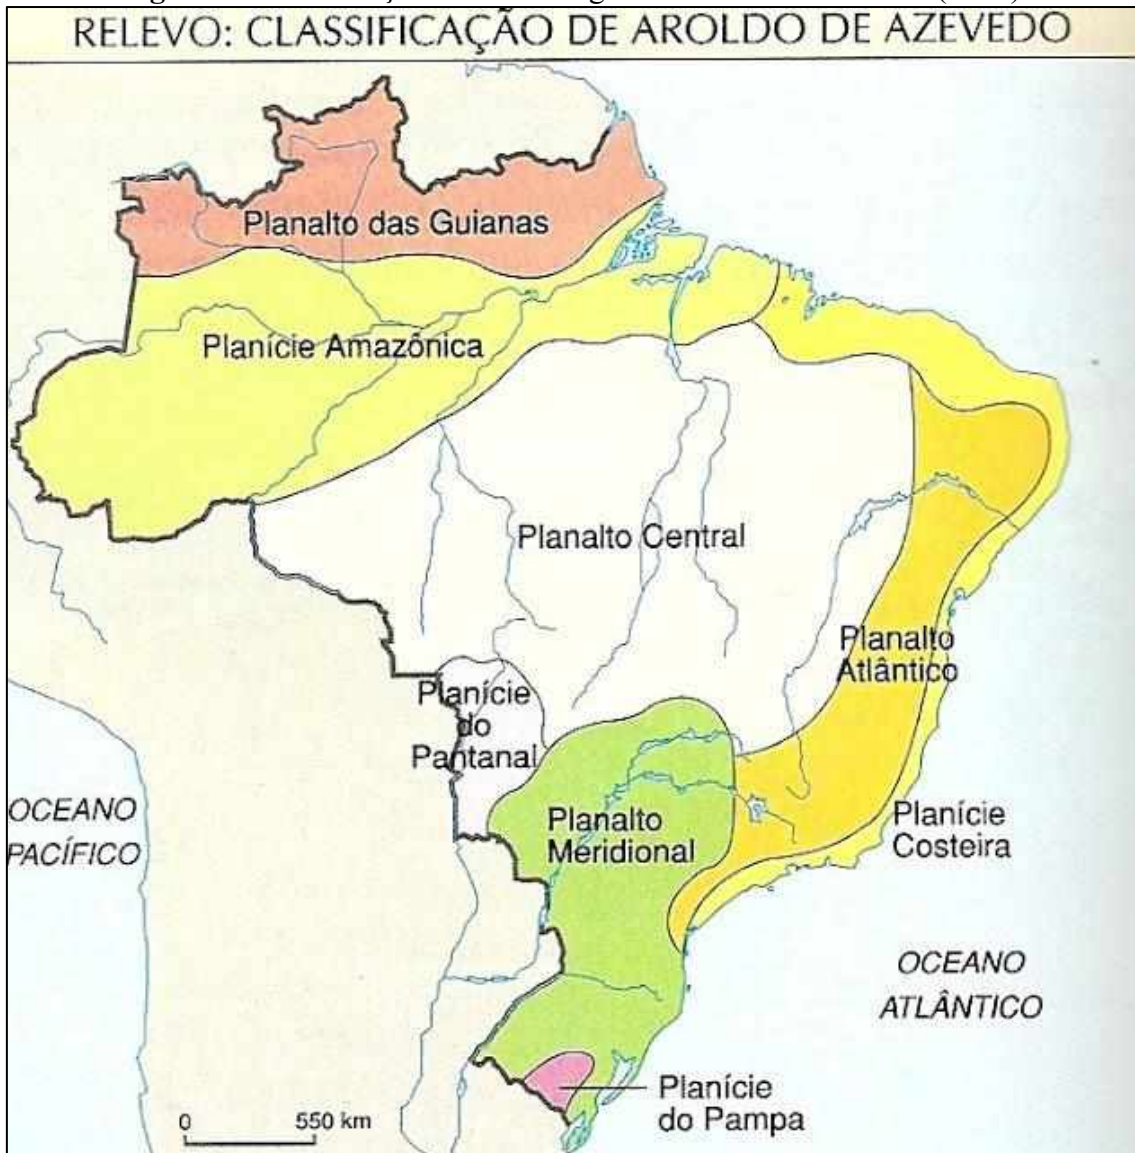 RELEVO: CLASSIFICAÇÃO DE AROLDO DE AZEVEDO
Planalto das Guianas
Planície Amazônica
Planalto Central
Planalto
Atlântico
Planície
do
Pantanal
OCEANO
PACÍFICO
Planalto
Meridional
Planície
Costeira
OCEANO
ATLÂNTICO
Planície
do Pampa
0 550 km